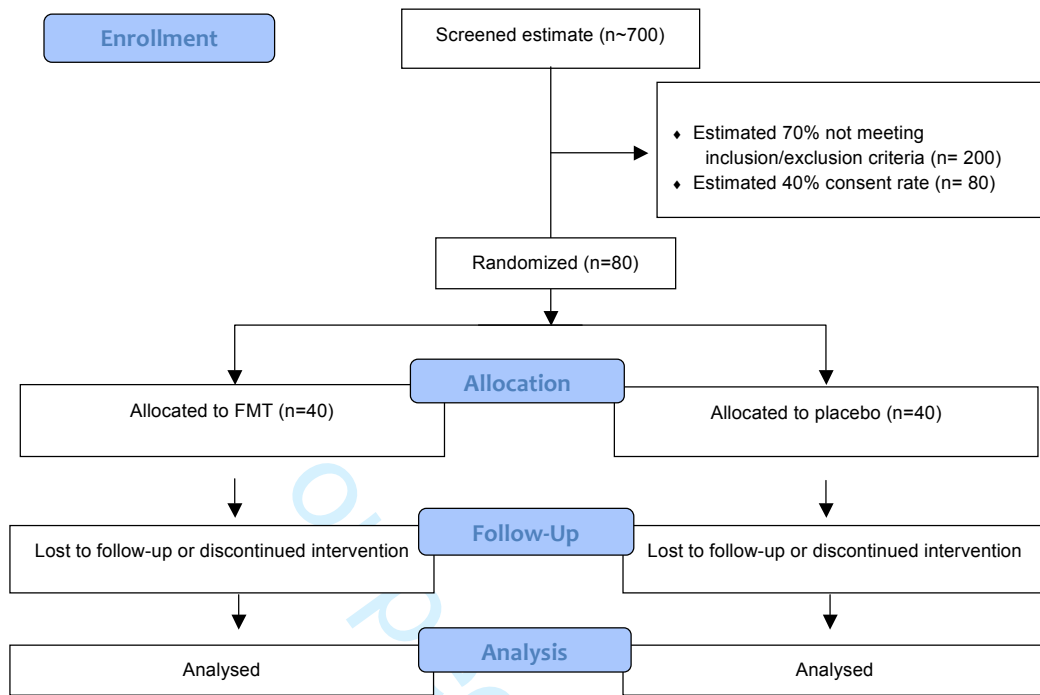 Enrollment
Screened estimate (n~700)
♦ Estimated 70% not meeting
inclusion/exclusion criteria (n= 200)
♦ Estimated 40% consent rate (n= 80)
Randomized (n=80)
Allocation
Allocated to FMT (n=40)
Allocated to placebo (n=40)
Follow-Up
Lost to follow-up or discontinued intervention
Lost to follow-up or discontinued intervention
Analysis
Analysed
Analysed